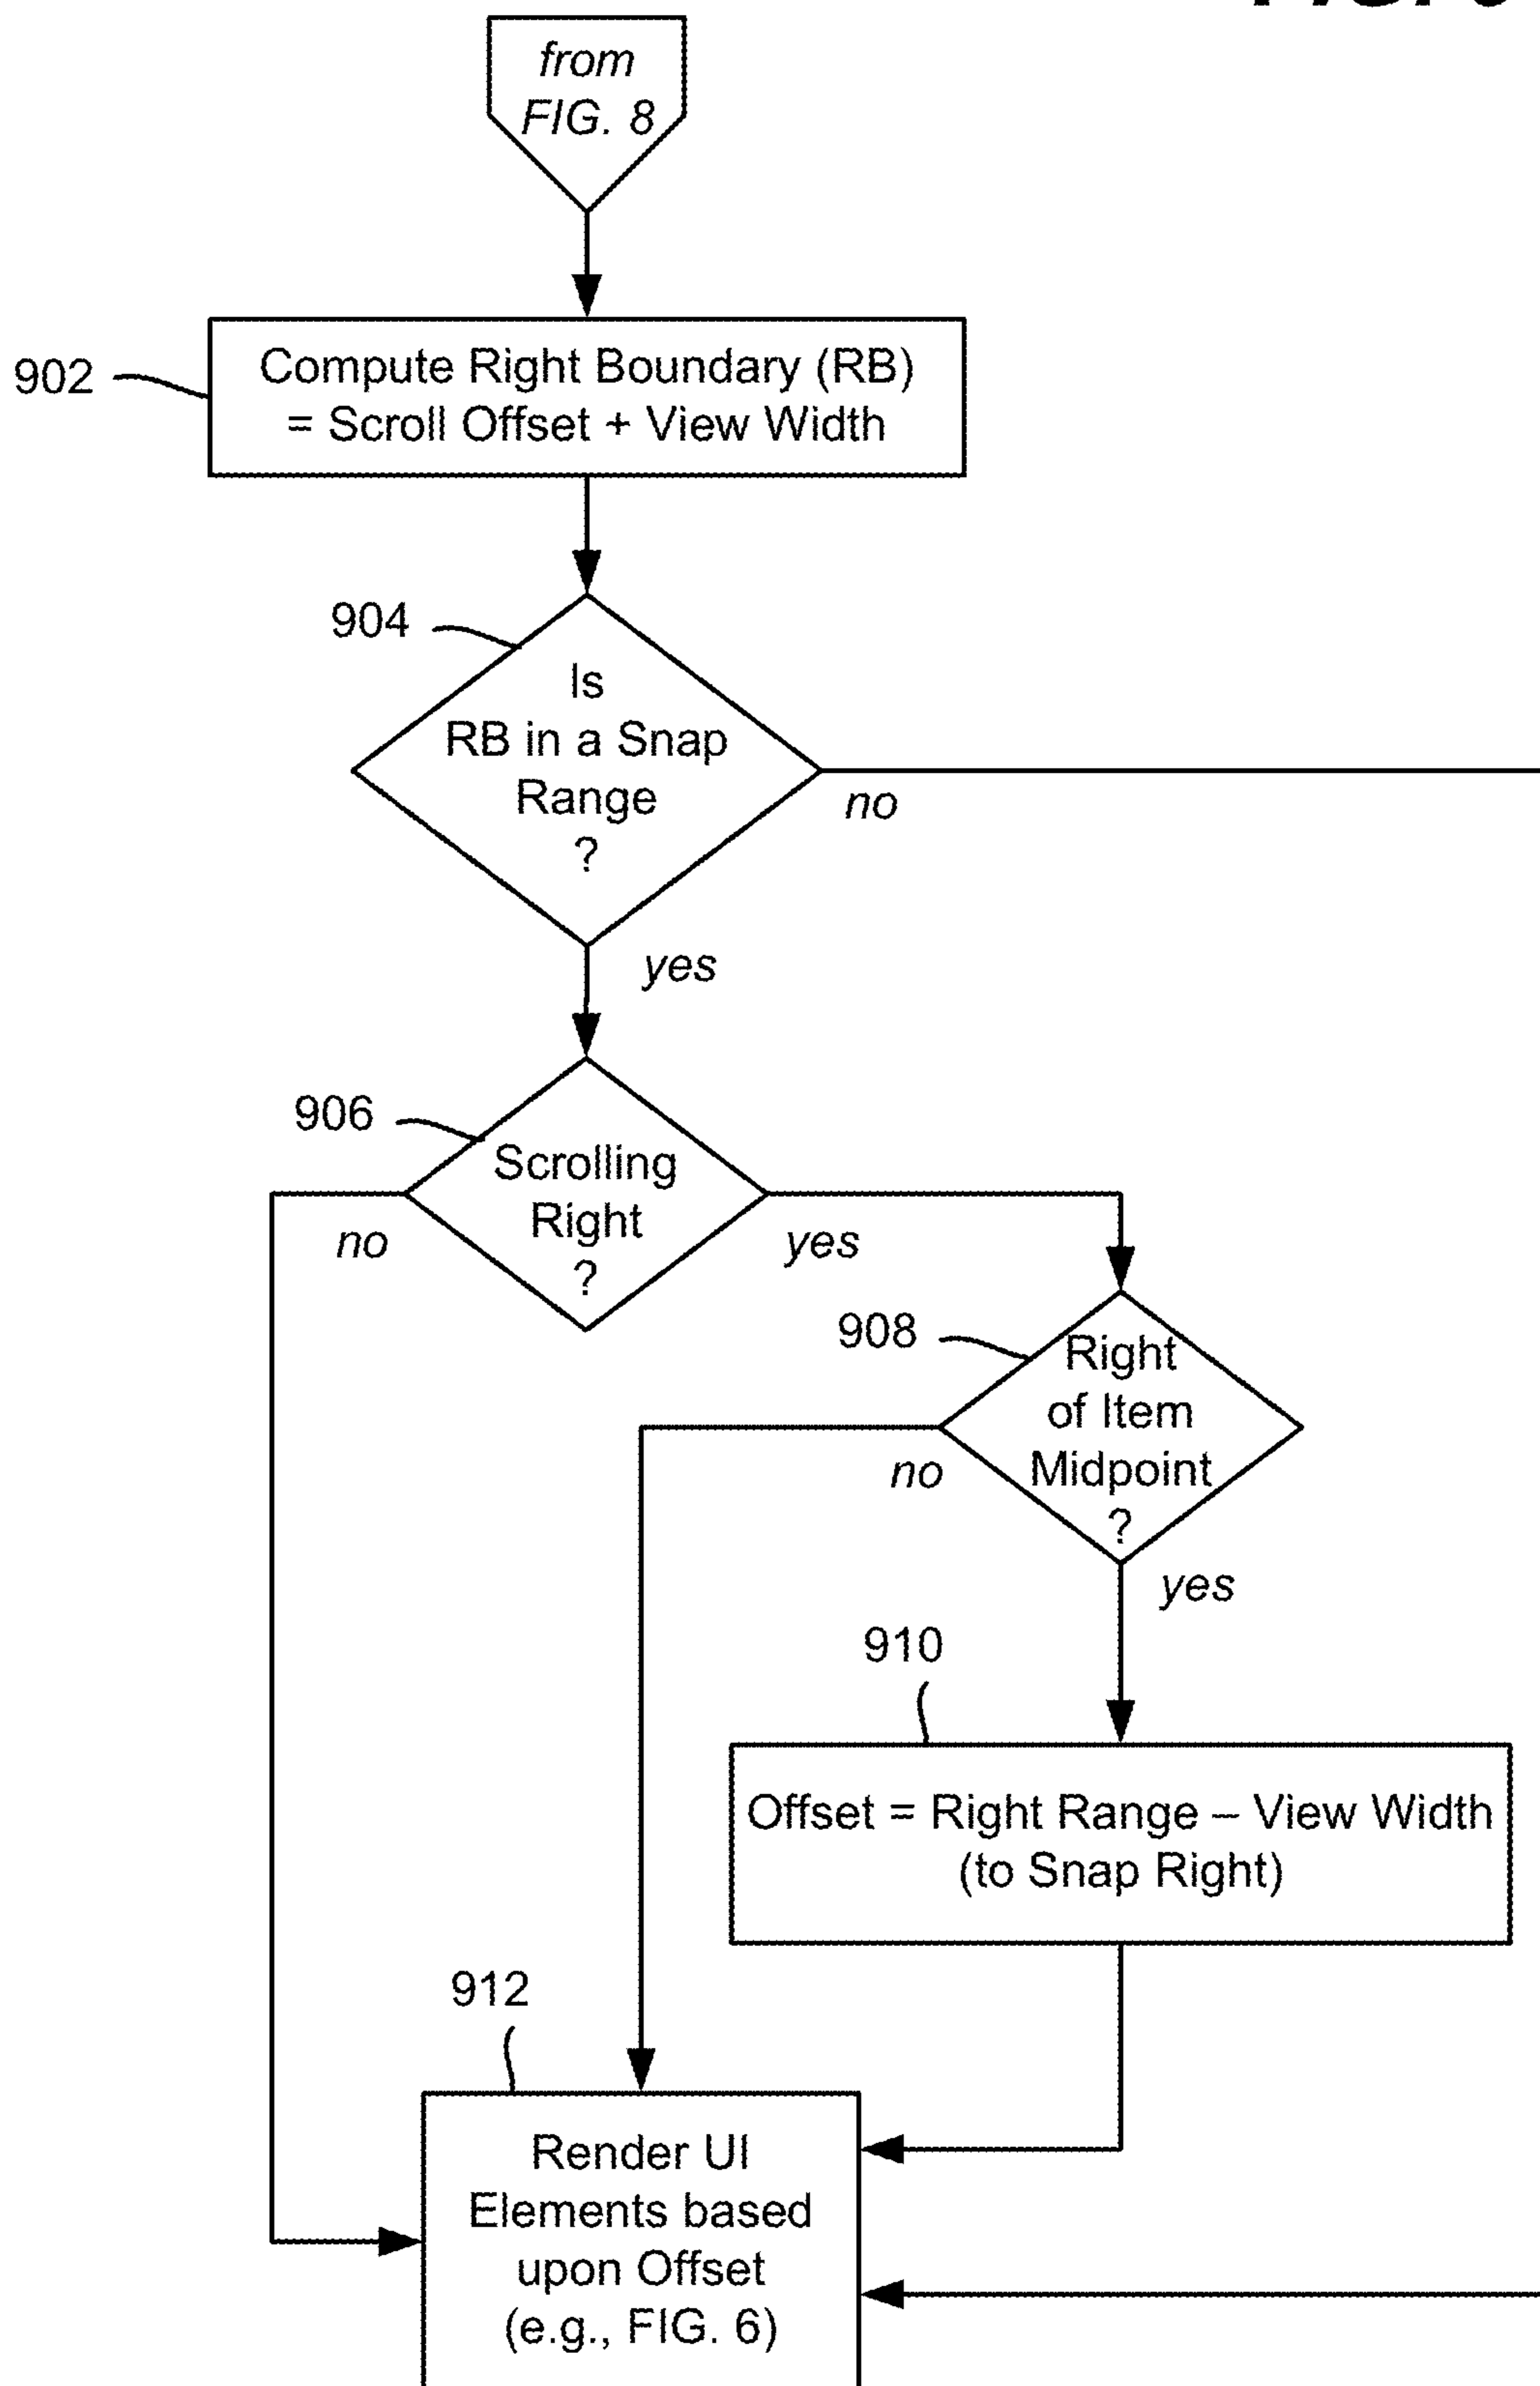 from
FIG. 8
902
Compute Right Boundary (RB)
= Scroll Offset + View Width
904
Is
RB in a Snap
Range
?
no
yes
906
Scrolling
Right
?
no
yes
908
Right
of Item
Midpoint
?
no
yes
910
Offset = Right Range – View Width
(to Snap Right)
912
Render UI
Elements based
upon Offset
(e.g., FIG. 6)